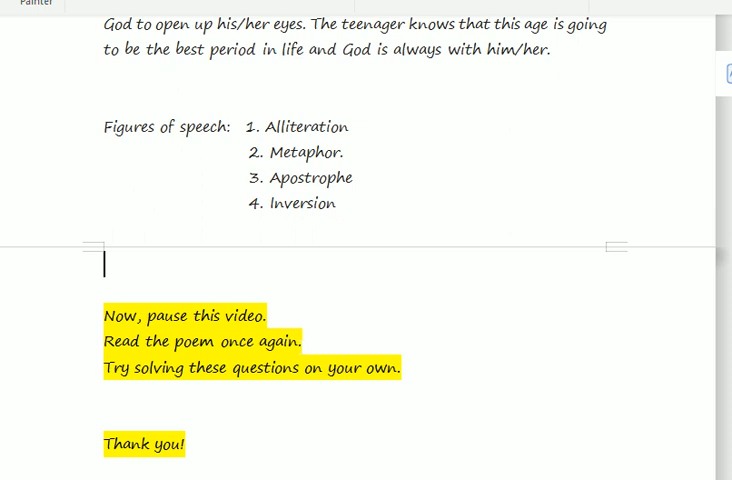 Painter
God to open up his/her eyes. The teenager knows that this age is going
to be the best period in life and God is always with him/her.
Figures of speech: 1. Alliteration
2. Metaphor.
3. Apostrophe
4. Inversion
Now, pause this video.
Read the poem once again.
Try solving these questions on your own.
Thank you!